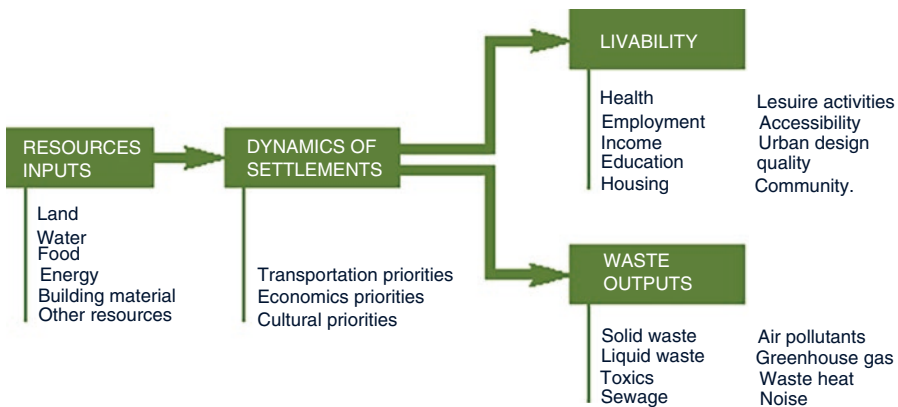 RESOURCES
INPUTS
Land
Water
Food
Energy
Building material
Other resources
DYNAMICS OF
SETTLEMENTS
Transportation priorities
Economics priorities
Cultural priorities
LIVABILITY
Health
Employment
Income
Education
Housing
Lesuire activities
Accessibility
Urban design
quality
Community.
WASTE
OUTPUTS
Solid waste
Liquid waste
Toxics
Sewage
Air pollutants
Greenhouse gas
Waste heat
Noise